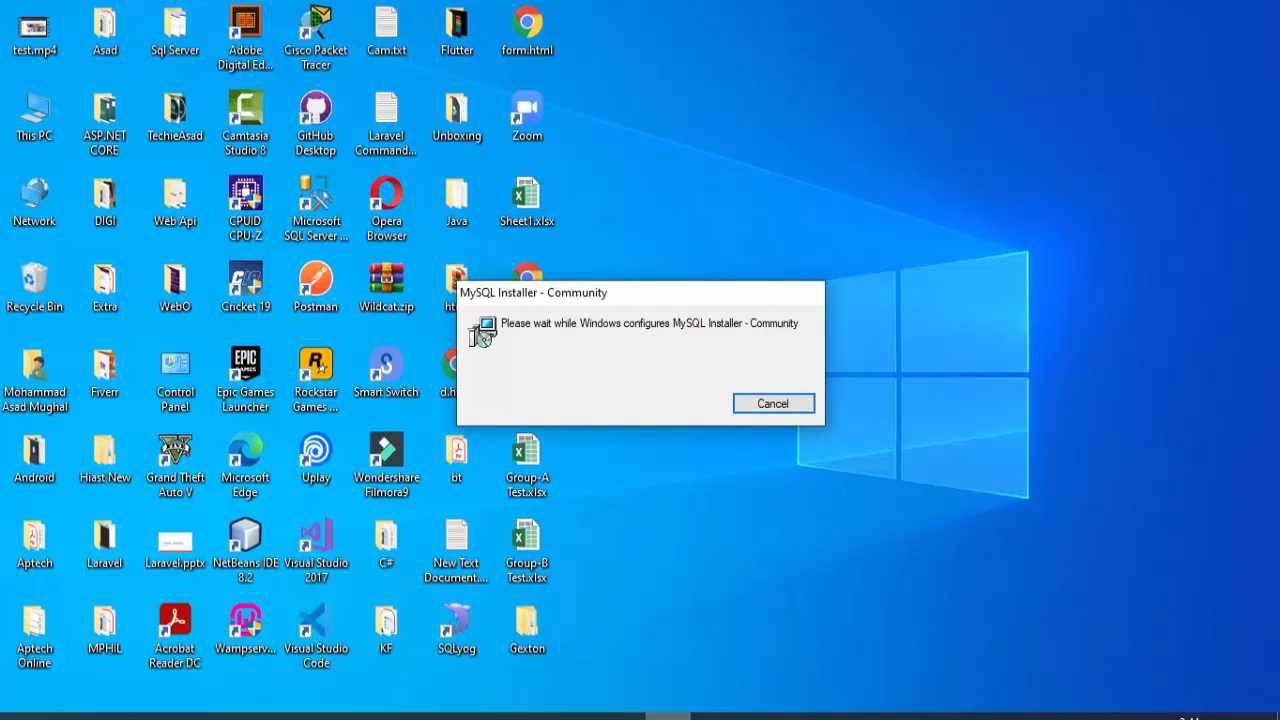 test.mp4
Asad
Sql Server
Adobe
Digital Ed...
Cisco Packet
Tracer
Cam.txt
Flutter
form.html
This PC
ASP.NET
CORE
TechieAsad
Camtasia
Studio 8
GitHub
Desktop
Laravel
Command...
Unboxing
Zoom
Network
DIGI
Web Api
CPUID
CPU-Z
Microsoft
SQL Server ...
Opera
Browser
Java
Sheet1.xlsx
Recycle Bin
Extra
WebO
Cricket 19
Postman
Wildcat.zip
MySQL Installer - Community
Please wait while Windows configures MySQL Installer - Community
Cancel
Mohammad
Asad Mughal
Fiverr
Control
Panel
EPIC
GAMES
Epic Games
Launcher
Rockstar
Games ...
Smart Switch
Android
Hiast New
Grand Theft
Auto V
Microsoft
Edge
Uplay
Wondershare
Filmora9
bt
Group-A
Test.xlsx
Aptech
Laravel
Laravel.pptx
NetBeans IDE
8.2
Visual Studio
2017
C#
New Text
Document....
Group-B
Test.xlsx
Aptech
Online
MPHIL
Acrobat
Reader DC
Wampserv...
Visual Studio
Code
KF
SQLyog
Gexton